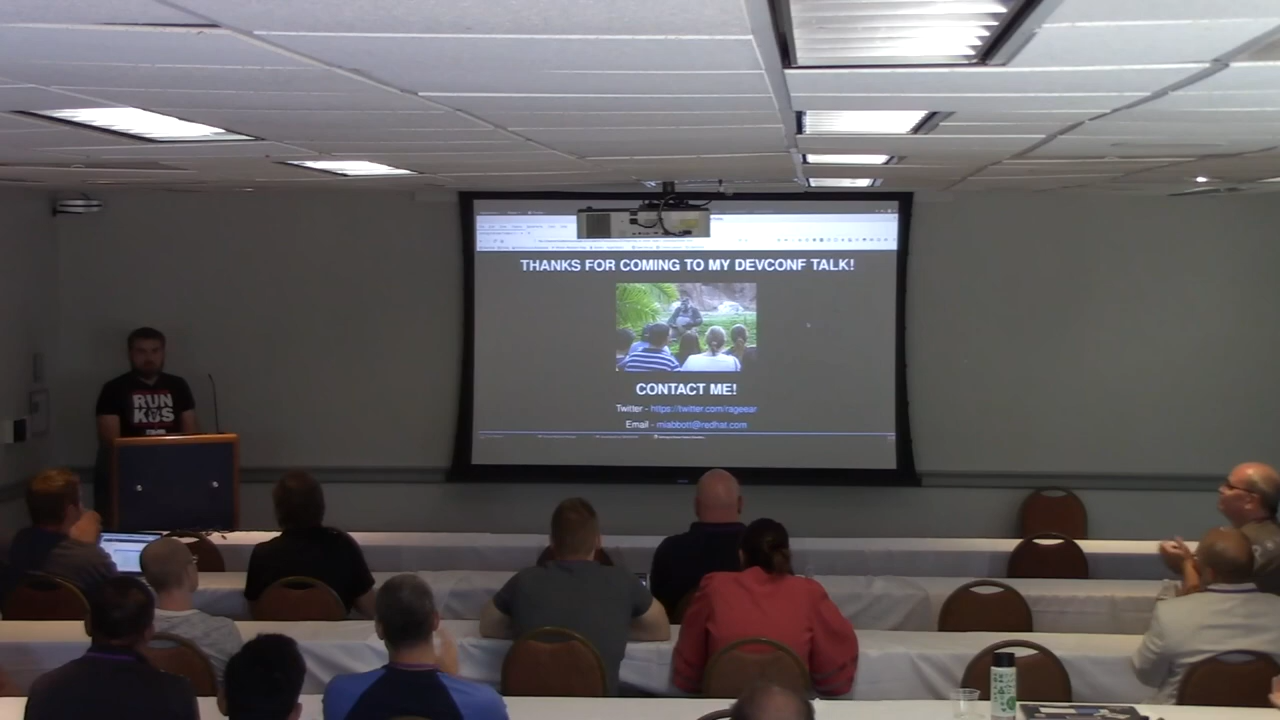 THANKS FOR COMING TO MY DEVCONF TALK!
CONTACT ME!
Twitter - https://twitter.com/rageear
Email - miabbott@redhat.com
RUN
K8S